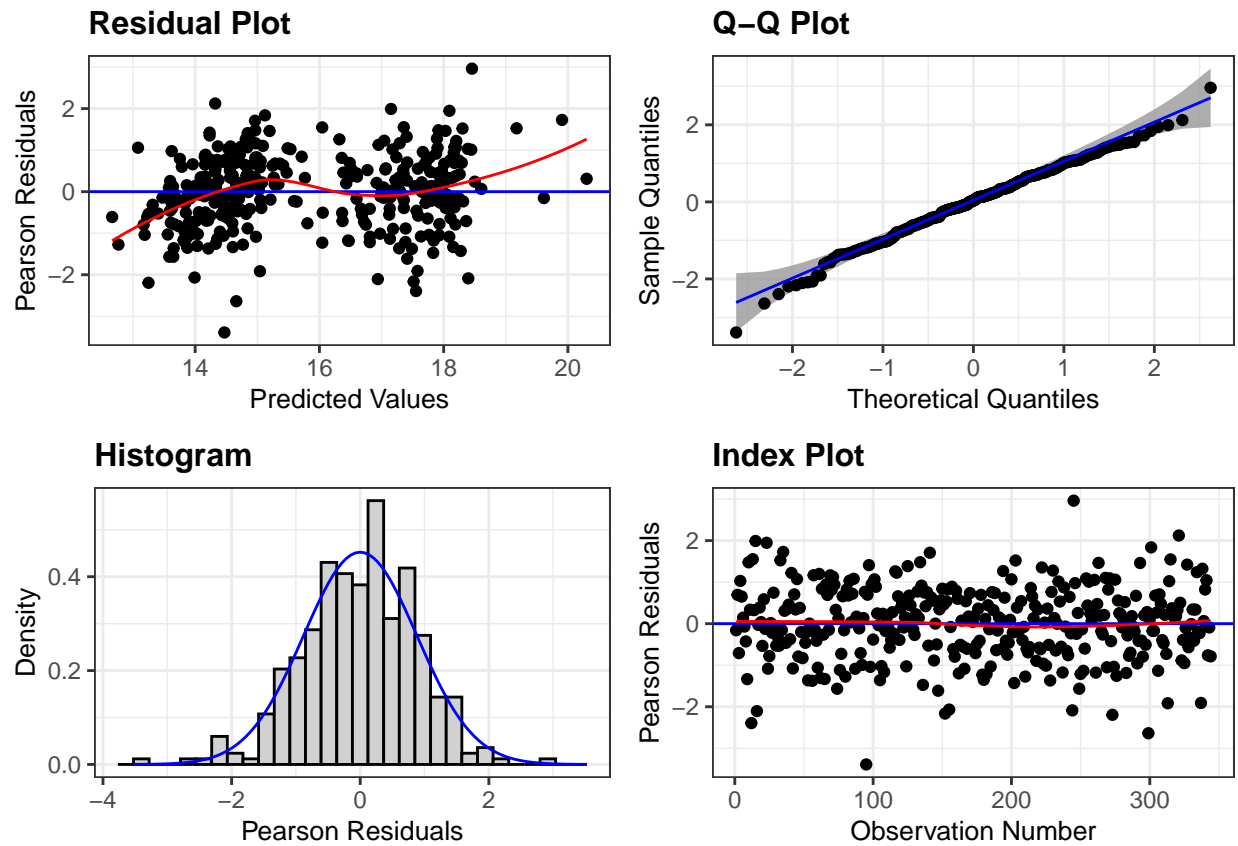 Residual Plot
Pearson Residuals
2
0
−2
14
16
18
20
Predicted Values
Q−Q Plot
Sample Quantiles
2
0
−2
−2
−1
0
1
2
Theoretical Quantiles
Histogram
Density
0.4
0.2
0.0
−4
−2
0
2
Pearson Residuals
Index Plot
Pearson Residuals
2
0
−2
0
100
200
300
Observation Number